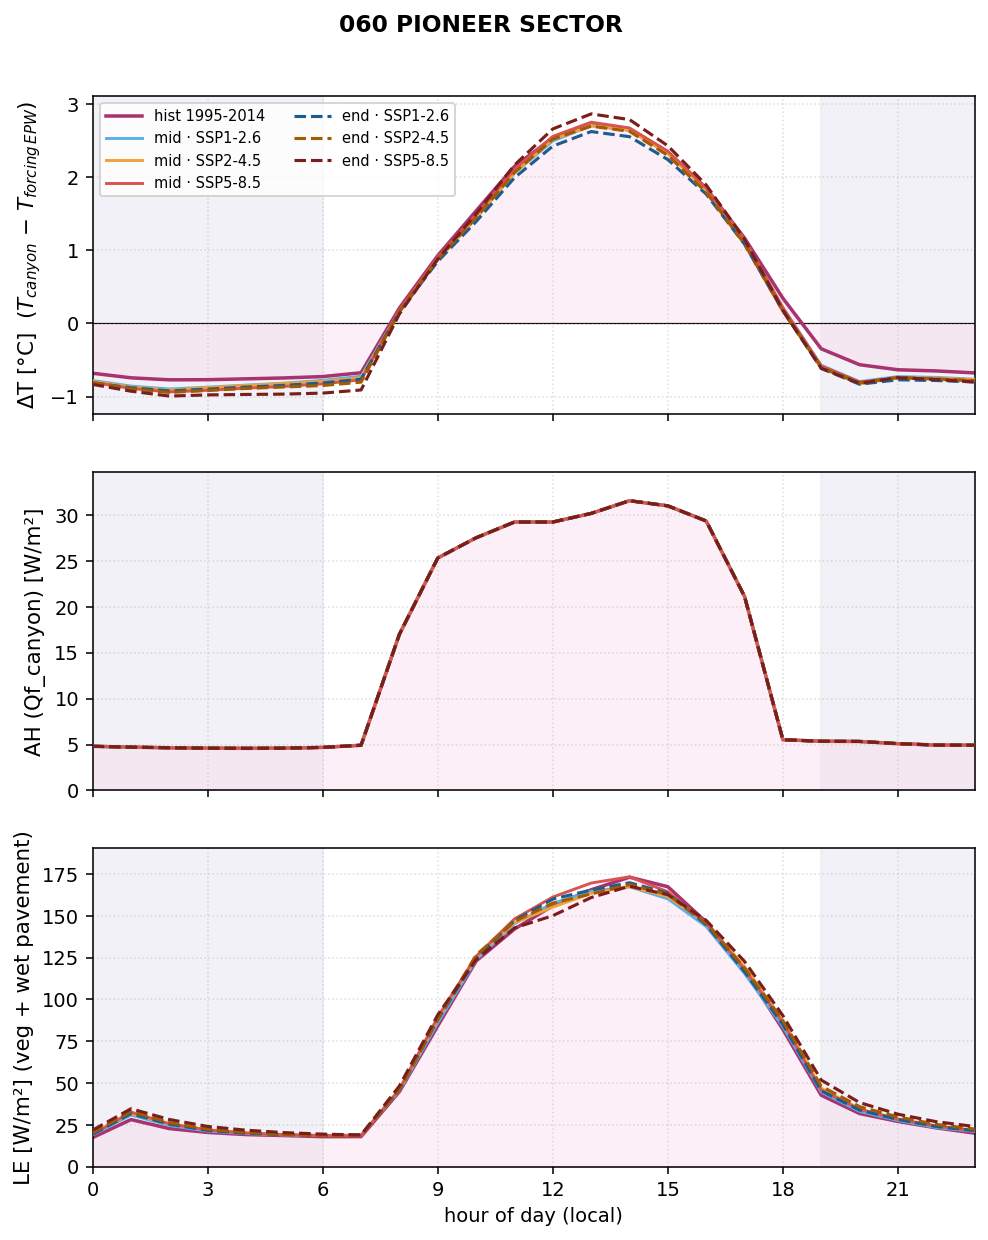 060 PIONEER SECTOR
ΔT [°C]  (T_canyon − T_forcing EPW)
3
2
1
0
−1
hist 1995-2014
mid · SSP1-2.6
mid · SSP2-4.5
mid · SSP5-8.5
end · SSP1-2.6
end · SSP2-4.5
end · SSP5-8.5
AH (Qf_canyon) [W/m²]
30
25
20
15
10
5
0
LE [W/m²] (veg + wet pavement)
175
150
125
100
75
50
25
0
0 3 6 9 12 15 18 21
hour of day (local)